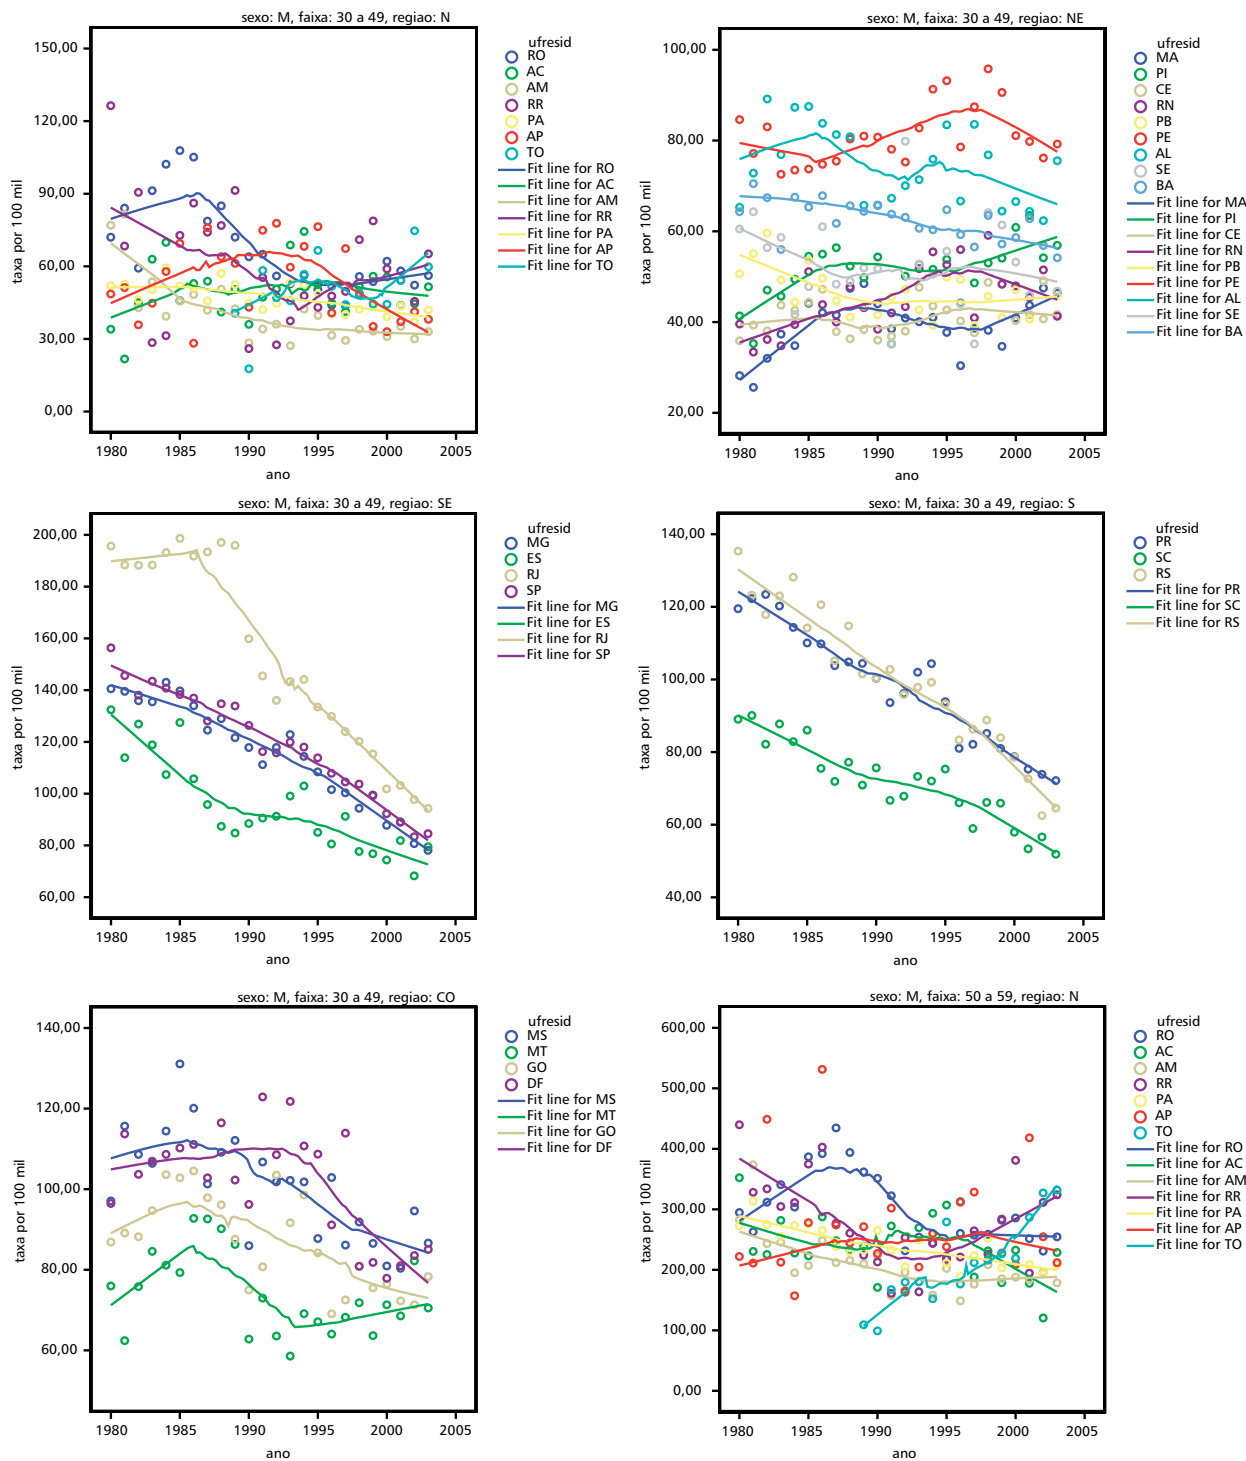 sexo: M, faixa: 30 a 49, regiao: N
150,00
120,00
90,00
60,00
30,00
0,00
taxa por 100 mil
1980 1985 1990 1995 2000 2005
ano
ufresid
RO
AC
AM
RR
PA
AP
TO
Fit line for RO
Fit line for AC
Fit line for AM
Fit line for RR
Fit line for PA
Fit line for AP
Fit line for TO
sexo: M, faixa: 30 a 49, regiao: NE
100,00
80,00
60,00
40,00
20,00
taxa por 100 mil
1980 1985 1990 1995 2000 2005
ano
ufresid
MA
PI
CE
RN
PB
PE
AL
SE
BA
Fit line for MA
Fit line for PI
Fit line for CE
Fit line for RN
Fit line for PB
Fit line for PE
Fit line for AL
Fit line for SE
Fit line for BA
sexo: M, faixa: 30 a 49, regiao: SE
200,00
180,00
160,00
140,00
120,00
100,00
80,00
60,00
taxa por 100 mil
1980 1985 1990 1995 2000 2005
ano
ufresid
MG
ES
RJ
SP
Fit line for MG
Fit line for ES
Fit line for RJ
Fit line for SP
sexo: M, faixa: 30 a 49, regiao: S
140,00
120,00
100,00
80,00
60,00
40,00
taxa por 100 mil
1980 1985 1990 1995 2000 2005
ano
ufresid
PR
SC
RS
Fit line for PR
Fit line for SC
Fit line for RS
sexo: M, faixa: 30 a 49, regiao: CO
140,00
120,00
100,00
80,00
60,00
taxa por 100 mil
1980 1985 1990 1995 2000 2005
ano
ufresid
MS
MT
GO
DF
Fit line for MS
Fit line for MT
Fit line for GO
Fit line for DF
sexo: M, faixa: 50 a 59, regiao: N
600,00
500,00
400,00
300,00
200,00
100,00
0,00
taxa por 100 mil
1980 1985 1990 1995 2000 2005
ano
ufresid
RO
AC
AM
RR
PA
AP
TO
Fit line for RO
Fit line for AC
Fit line for AM
Fit line for RR
Fit line for PA
Fit line for AP
Fit line for TO